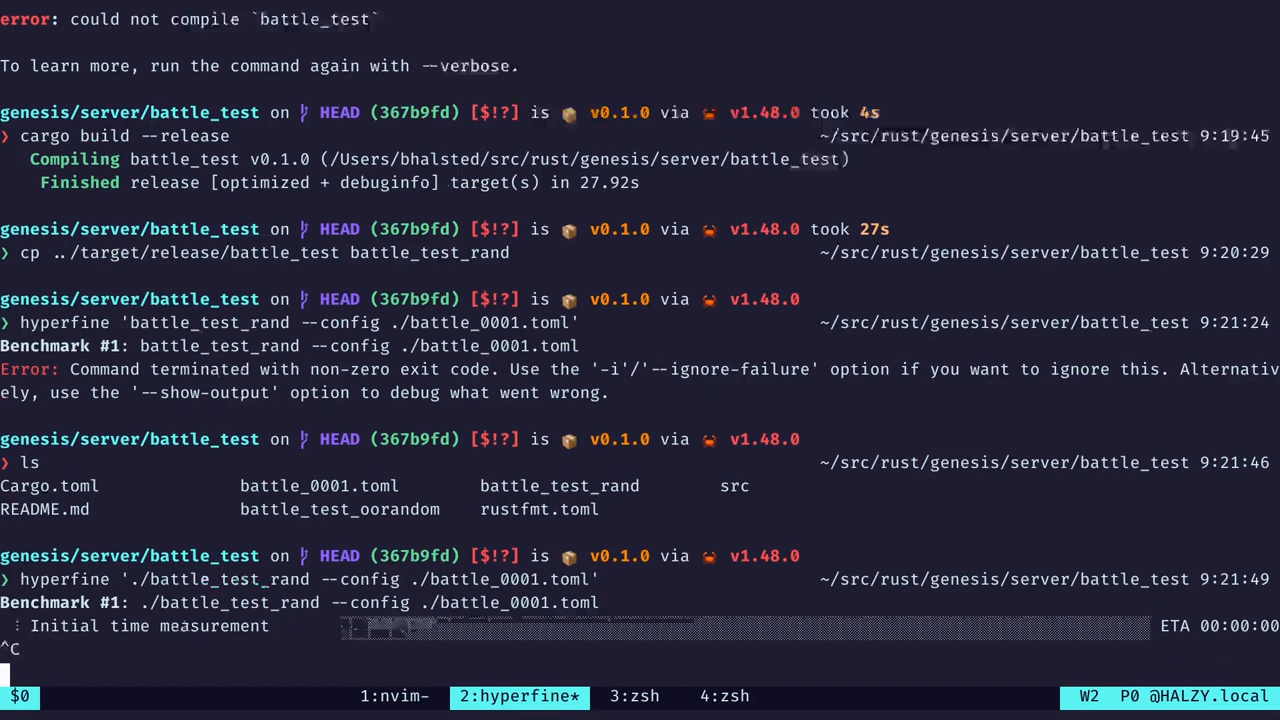 error: could not compile `battle_test`
To learn more, run the command again with --verbose.
genesis/server/battle_test on HEAD (367b9fd) [$!?] is 📦 v0.1.0 via 🦀 v1.48.0 took 4s
❯ cargo build --release ~/src/rust/genesis/server/battle_test 9:19:45
Compiling battle_test v0.1.0 (/Users/bhalsted/src/rust/genesis/server/battle_test)
Finished release [optimized + debuginfo] target(s) in 27.92s
genesis/server/battle_test on HEAD (367b9fd) [$!?] is 📦 v0.1.0 via 🦀 v1.48.0 took 27s
❯ cp ../target/release/battle_test battle_test_rand ~/src/rust/genesis/server/battle_test 9:20:29
genesis/server/battle_test on HEAD (367b9fd) [$!?] is 📦 v0.1.0 via 🦀 v1.48.0
❯ hyperfine 'battle_test_rand --config ./battle_0001.toml' ~/src/rust/genesis/server/battle_test 9:21:24
Benchmark #1: battle_test_rand --config ./battle_0001.toml
Error: Command terminated with non-zero exit code. Use the '-i'/'--ignore-failure' option if you want to ignore this. Alternativ
ely, use the '--show-output' option to debug what went wrong.
genesis/server/battle_test on HEAD (367b9fd) [$!?] is 📦 v0.1.0 via 🦀 v1.48.0
❯ ls ~/src/rust/genesis/server/battle_test 9:21:46
Cargo.toml battle_0001.toml battle_test_rand src
README.md battle_test_oorandom rustfmt.toml
genesis/server/battle_test on HEAD (367b9fd) [$!?] is 📦 v0.1.0 via 🦀 v1.48.0
❯ hyperfine './battle_test_rand --config ./battle_0001.toml' ~/src/rust/genesis/server/battle_test 9:21:49
Benchmark #1: ./battle_test_rand --config ./battle_0001.toml
Initial time measurement ETA 00:00:00
^C
$0 1:nvim- 2:hyperfine* 3:zsh 4:zsh W2 P0 @HALZY.local